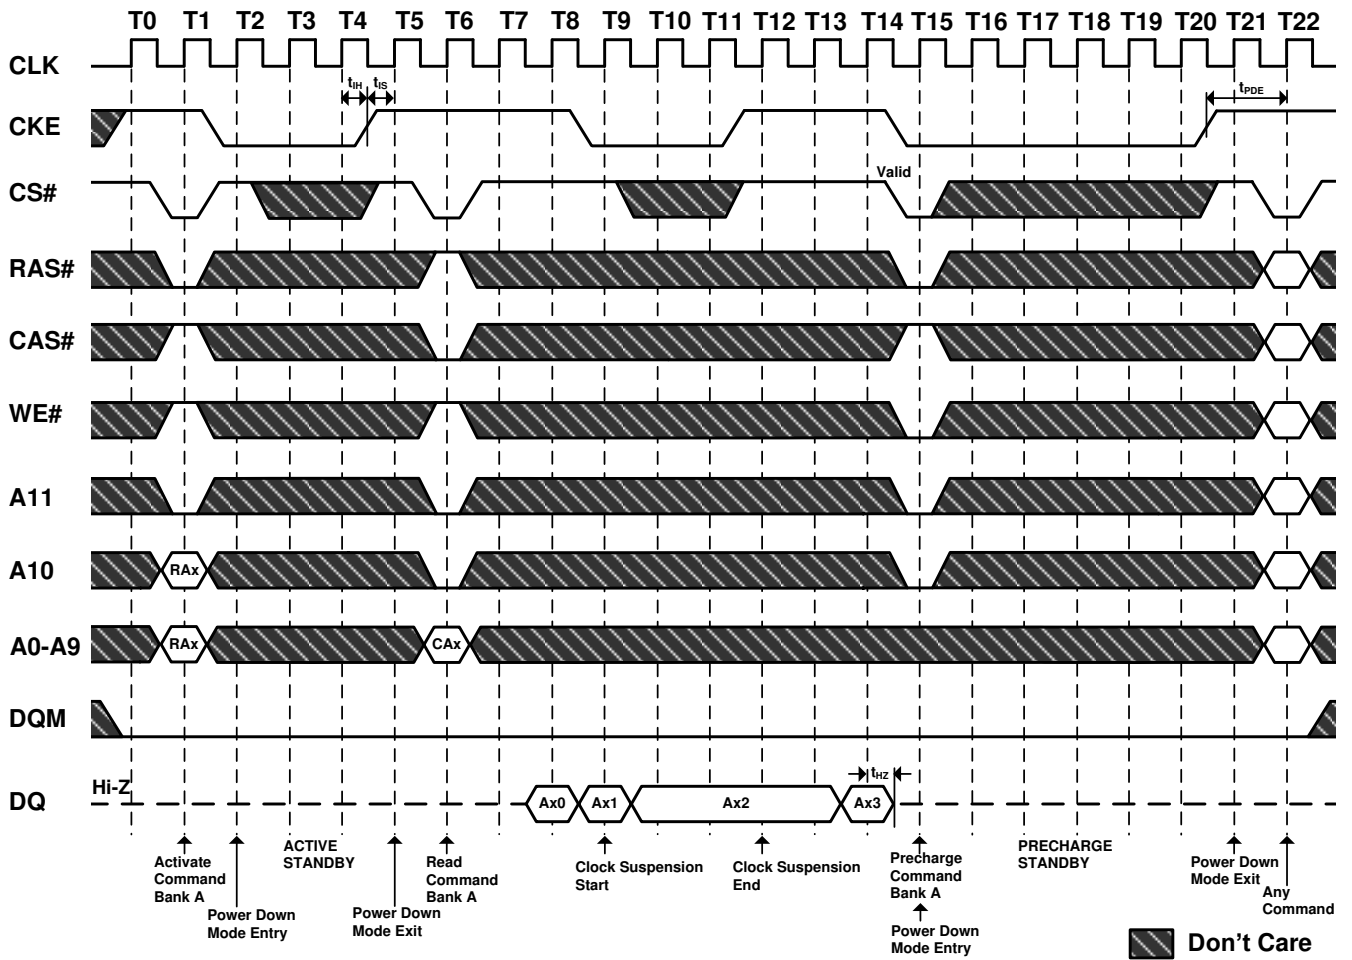 T0 T1 T2 T3 T4 T5 T6 T7 T8 T9 T10 T11 T12 T13 T14 T15 T16 T17 T18 T19 T20 T21 T22
CLK
tIH tIS tPDE
CKE
Valid
CS#
RAS#
CAS#
WE#
A11
A10 RAx
A0-A9 RAx CAx
DQM
Hi-Z tHZ
DQ Ax0 Ax1 Ax2 Ax3
Activate
Command
Bank A
Power Down
Mode Entry
ACTIVE
STANDBY
Power Down
Mode Exit
Read
Command
Bank A
Clock Suspension
Start
Clock Suspension
End
Precharge
Command
Bank A
Power Down
Mode Entry
PRECHARGE
STANDBY
Power Down
Mode Exit
Any
Command
Don't Care